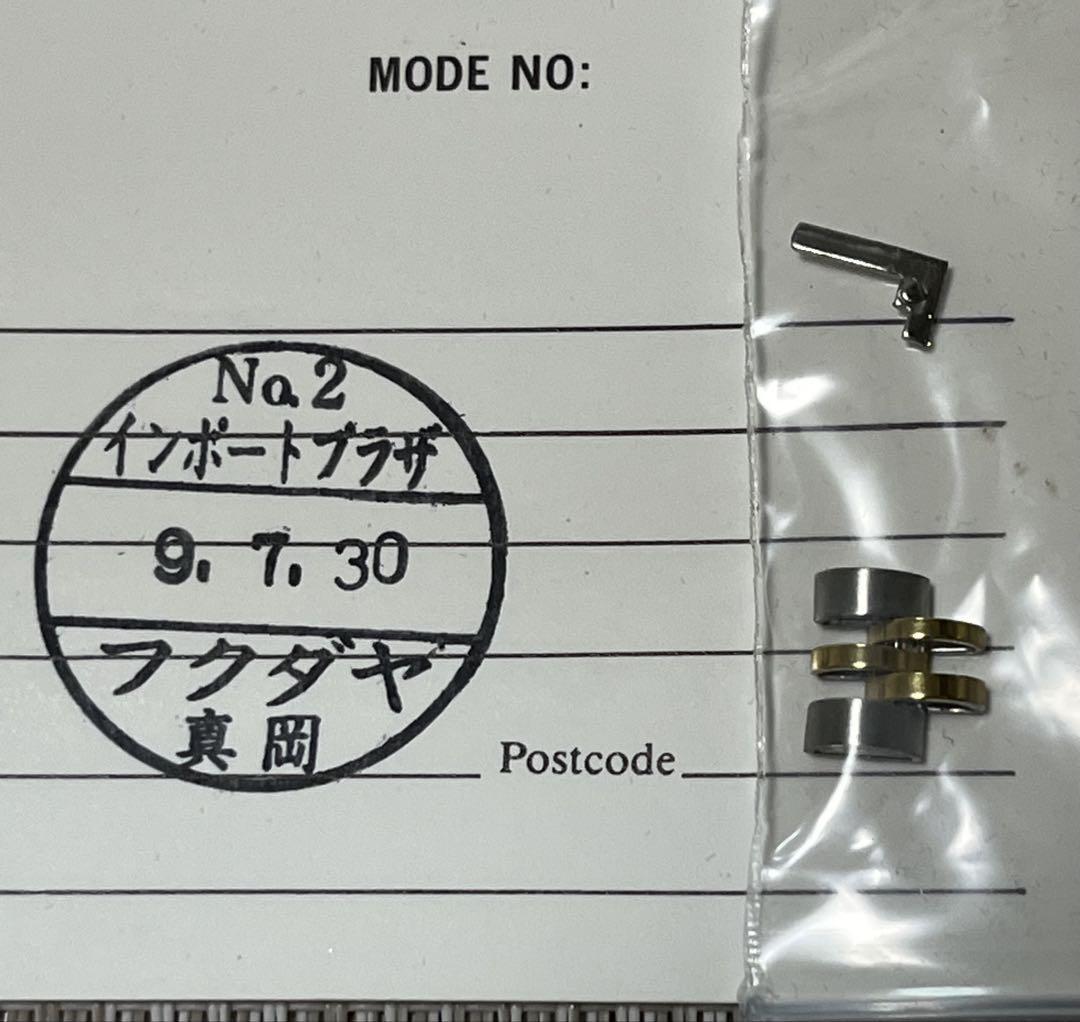 MODE NO:
No.2
インポートプラザ
9. 7. 30
フクダヤ
真岡
Postcode